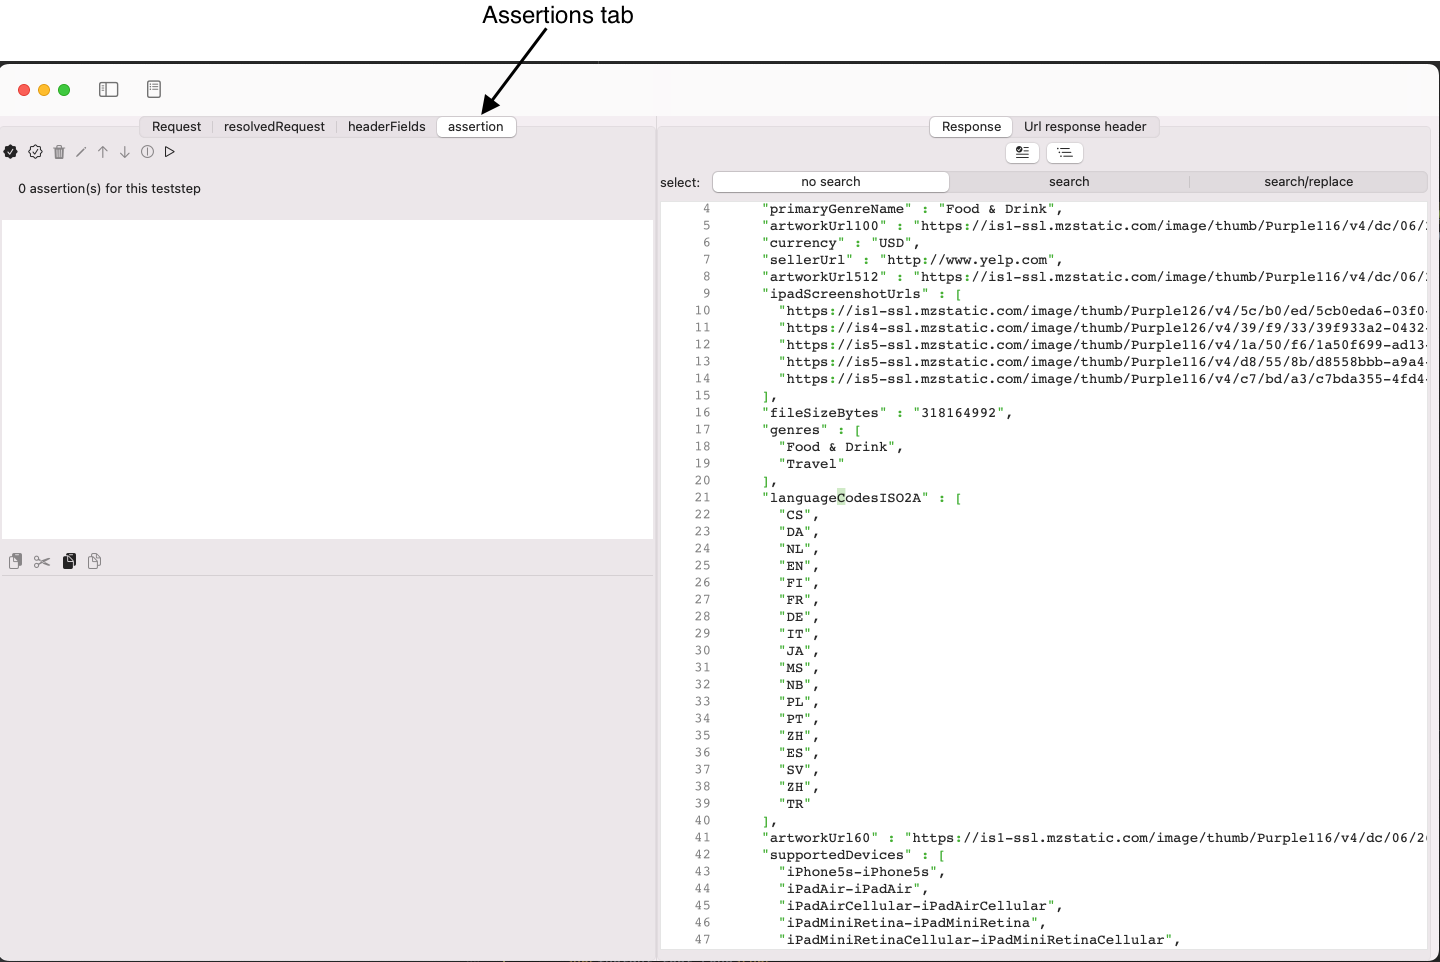 Assertions tab
Request resolvedRequest headerFields assertion
Response Url response header
0 assertion(s) for this teststep
select: no search search search/replace
4 "primaryGenreName" : "Food & Drink",
5 "artworkUrl100" : "https://is1-ssl.mzstatic.com/image/thumb/Purple116/v4/dc/06/
6 "currency" : "USD",
7 "sellerUrl" : "http://www.yelp.com",
8 "artworkUrl512" : "https://is1-ssl.mzstatic.com/image/thumb/Purple116/v4/dc/06/
9 "ipadScreenshotUrls" : [
10 "https://is1-ssl.mzstatic.com/image/thumb/Purple126/v4/5c/b0/ed/5cb0eda6-03f0-
11 "https://is4-ssl.mzstatic.com/image/thumb/Purple126/v4/39/f9/33/39f933a2-0432-
12 "https://is5-ssl.mzstatic.com/image/thumb/Purple116/v4/1a/50/f6/1a50f699-ad13-
13 "https://is5-ssl.mzstatic.com/image/thumb/Purple116/v4/d8/55/8b/d8558bbb-a9a4-
14 "https://is5-ssl.mzstatic.com/image/thumb/Purple116/v4/c7/bd/a3/c7bda355-4fd4-
15 ],
16 "fileSizeBytes" : "318164992",
17 "genres" : [
18 "Food & Drink",
19 "Travel"
20 ],
21 "languageCodesISO2A" : [
22 "CS",
23 "DA",
24 "NL",
25 "EN",
26 "FI",
27 "FR",
28 "DE",
29 "IT",
30 "JA",
31 "MS",
32 "NB",
33 "PL",
34 "PT",
35 "ZH",
36 "ES",
37 "SV",
38 "ZH",
39 "TR"
40 ],
41 "artworkUrl60" : "https://is1-ssl.mzstatic.com/image/thumb/Purple116/v4/dc/06/2
42 "supportedDevices" : [
43 "iPhone5s-iPhone5s",
44 "iPadAir-iPadAir",
45 "iPadAirCellular-iPadAirCellular",
46 "iPadMiniRetina-iPadMiniRetina",
47 "iPadMiniRetinaCellular-iPadMiniRetinaCellular",